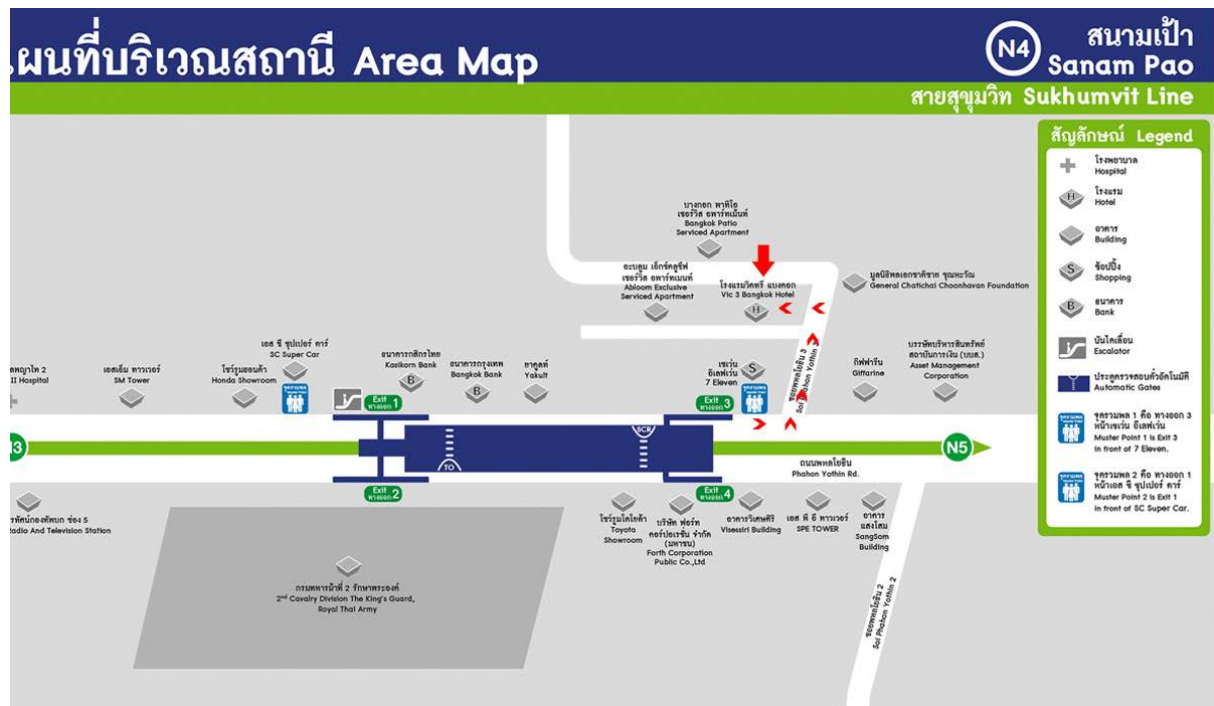 แผนที่บริเวณสถานี Area Map
N4
สนามเป้า
Sanam Pao
สายสุขุมวิท Sukhumvit Line
สัญลักษณ์ Legend
โรงพยาบาล
Hospital
H
โรงแรม
Hotel
อาคาร
Building
S
ช้อปปิ้ง
Shopping
B
ธนาคาร
Bank
บันไดเลื่อน
Escalator
ประตูตรวจสอบตั๋วอัตโนมัติ
Automatic Gates
จุดรวมพล 1 คือ ทางออก 3
หน้าเซเว่น อีเลฟเว่น
Muster Point 1 is Exit 3
in front of 7 Eleven.
จุดรวมพล 2 คือ ทางออก 1
หน้าเอส ซี ซุปเปอร์ คาร์
Muster Point 2 is Exit 1
in front of SC Super Car.
บางกอก พาทิโอ
เซอร์วิส อพาร์ทเม้นท์
Bangkok Patio
Serviced Apartment
อะบลูม เอ็กซ์คลูซีฟ
เซอร์วิส อพาร์ทเมนท์
Abloom Exclusive
Serviced Apartment
โรงแรมวิคทรี แบงคอก
Vic 3 Bangkok Hotel
H
มูลนิธิพลเอกชาติชาย ชุณหะวัณ
General Chatichai Choonhavan Foundation
พญาไท 2
II Hospital
เอสเอ็ม ทาวเวอร์
SM Tower
โชว์รูมฮอนด้า
Honda Showroom
เอส ซี ซุปเปอร์ คาร์
SC Super Car
จุดรวมพล
ธนาคารกสิกรไทย
Kasikorn Bank
B
ธนาคารกรุงเทพ
Bangkok Bank
B
ยาคูลท์
Yakult
เซเว่น
อีเลฟเว่น
7 Eleven
S
จุดรวมพล
ซอยพหลโยธิน 3
Soi Phahon Yothin 3
กิฟฟารีน
Giffarine
บรรษัทบริหารสินทรัพย์
สถาบันการเงิน (บบส.)
Asset Management
Corporation
Exit
ทางออก 1
Exit
ทางออก 3
N3
TO
SCR
N5
ถนนพหลโยธิน
Phahon Yothin Rd.
Exit
ทางออก 2
Exit
ทางออก 4
รทัศน์กองทัพบก ช่อง 5
Radio And Television Station
โชว์รูมโตโยต้า
Toyota
Showroom
บริษัท ฟอร์ท
คอร์ปอเรชั่น จำกัด
(มหาชน)
Forth Corporation
Public Co.,Ltd
อาคารวิเศษศิริ
Visessiri Building
เอส พี อี ทาวเวอร์
SPE TOWER
อาคาร
แสงโสม
SangSom
Building
ซอยพหลโยธิน 2
Soi Phahon Yothin 2
กรมทหารม้าที่ 2 รักษาพระองค์
2nd Cavalry Division The King's Guard,
Royal Thai Army